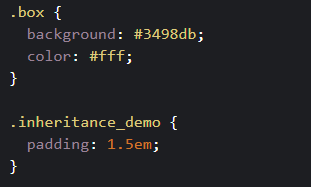 .box {
  background: #3498db;
  color: #fff;
}

.inheritance_demo {
  padding: 1.5em;
}